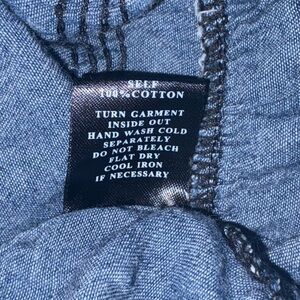 SELF
100%COTTON
TURN GARMENT
INSIDE OUT
HAND WASH COLD
SEPARATELY
DO NOT BLEACH
FLAT DRY
COOL IRON
IF NECESSARY